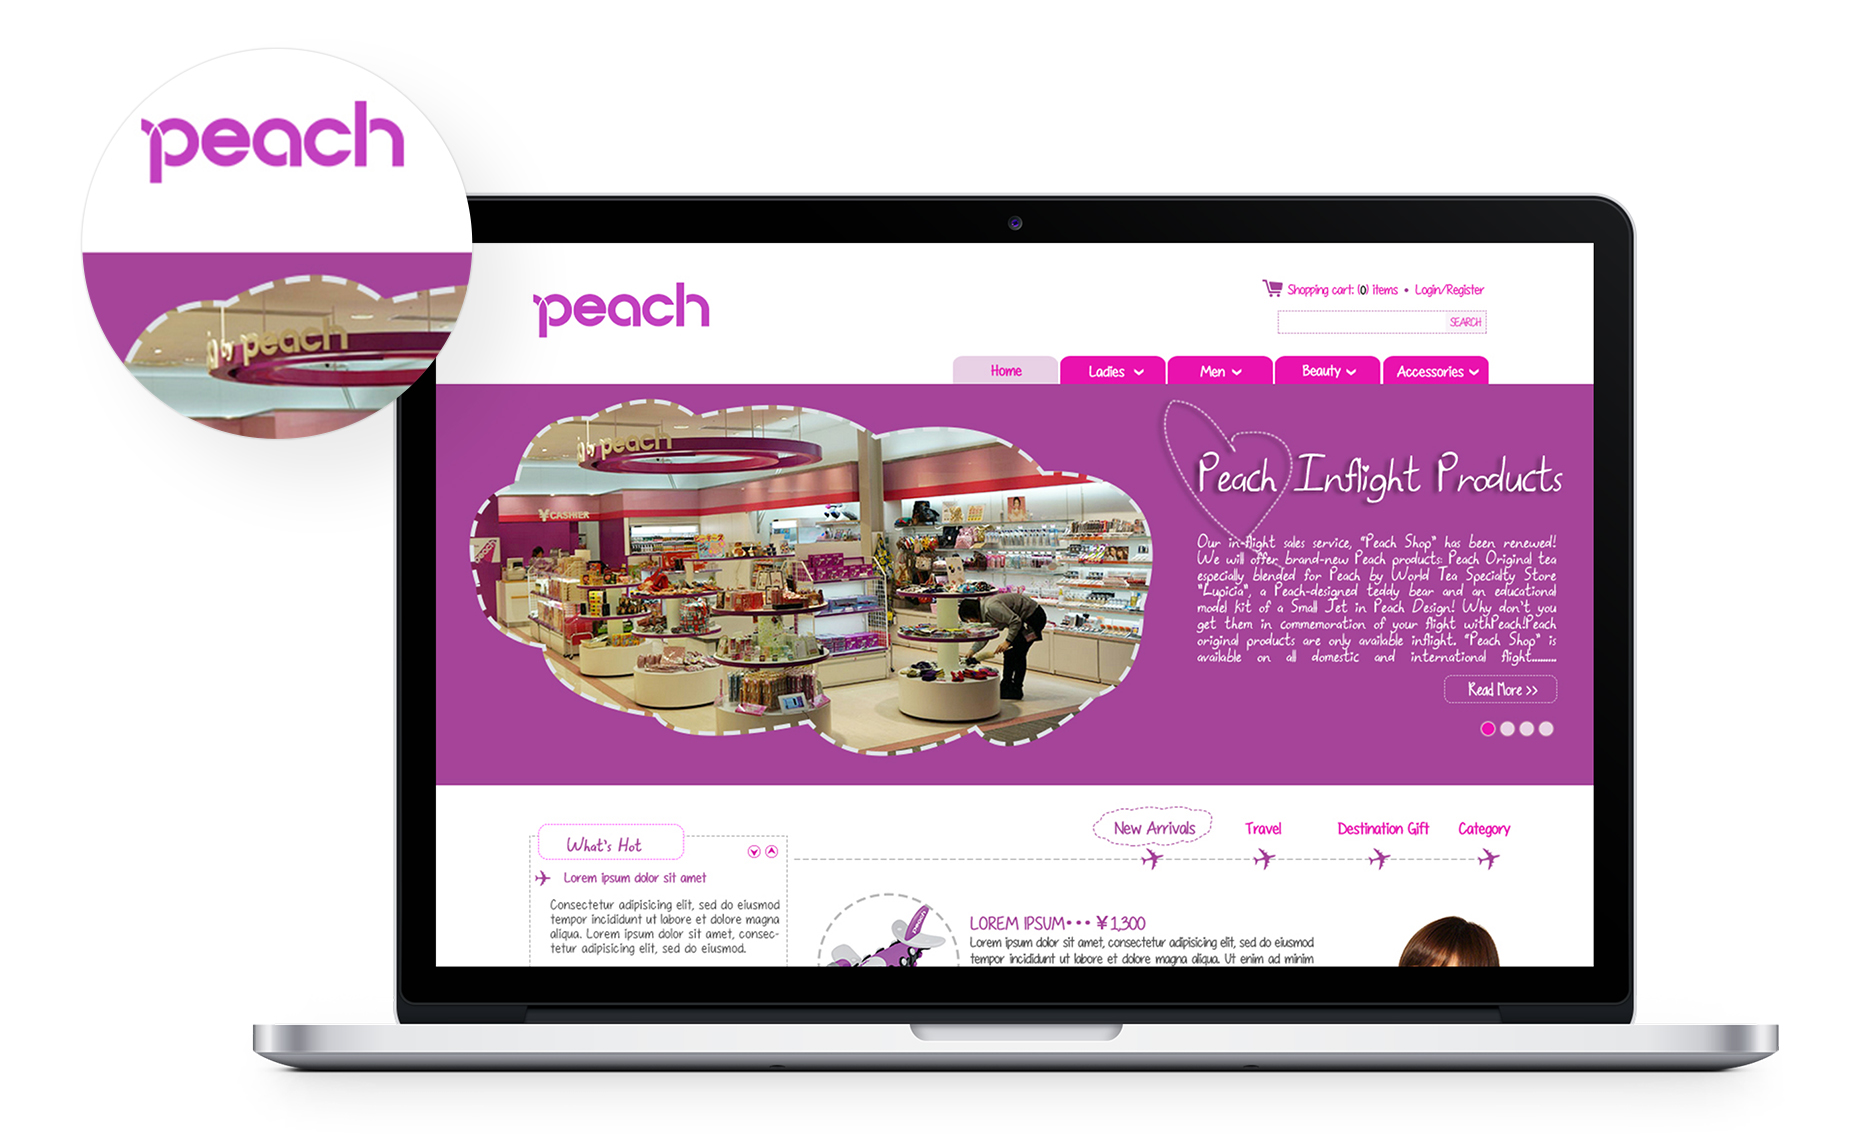 peach
by peach
peach
Shopping cart: (0) items • Login/Register
SEARCH
Home
Ladies
Men
Beauty
Accessories
by peach
¥CASHIER
Peach Inflight Products
Our in-flight sales service, "Peach Shop" has been renewed!
We will offer brand-new Peach products: Peach Original tea
especially blended for Peach by World Tea Specialty Store
"Lupicia", a Peach-designed teddy bear and an educational
model kit of a Small Jet in Peach Design! Why don't you
get them in commemoration of your flight withPeach!Peach
original products are only available inflight. "Peach Shop" is
available on all domestic and international flight.........
Read More >>
New Arrivals
Travel
Destination Gift
Category
What's Hot
Lorem ipsum dolor sit amet
Consectetur adipisicing elit, sed do eiusmod
tempor incididunt ut labore et dolore magna
aliqua. Lorem ipsum dolor sit amet, consec-
tetur adipisicing elit, sed do eiusmod.
LOREM IPSUM••• ¥1,300
Lorem ipsum dolor sit amet, consectetur adipisicing elit, sed do eiusmod
tempor incididunt ut labore et dolore magna aliqua. Ut enim ad minim